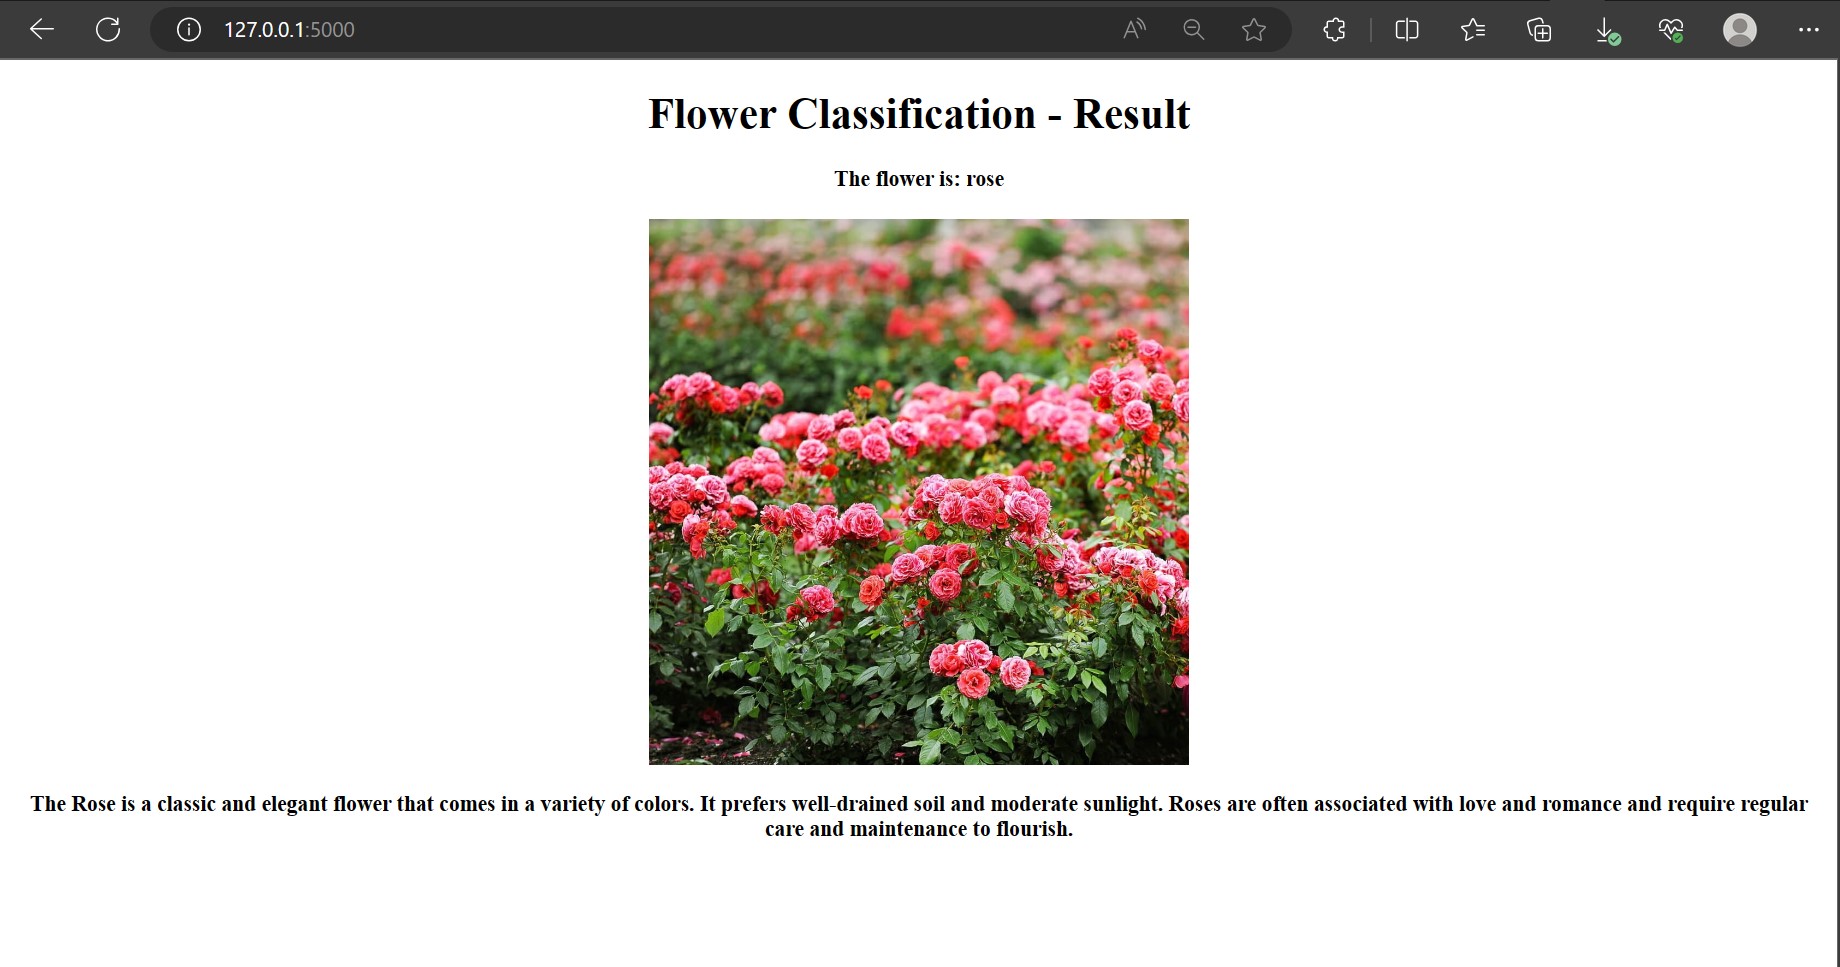 127.0.0.1:5000
Flower Classification - Result
The flower is: rose
The Rose is a classic and elegant flower that comes in a variety of colors. It prefers well-drained soil and moderate sunlight. Roses are often associated with love and romance and require regular
care and maintenance to flourish.